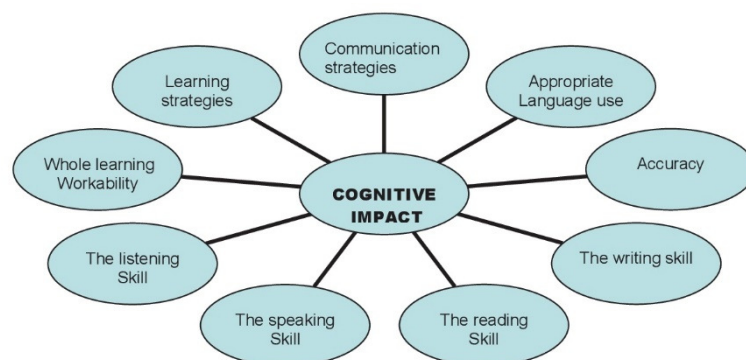 Communication
strategies
Learning
strategies
Appropriate
Language use
Whole learning
Workability
Accuracy
COGNITIVE
IMPACT
The listening
Skill
The writing skill
The speaking
Skill
The reading
Skill